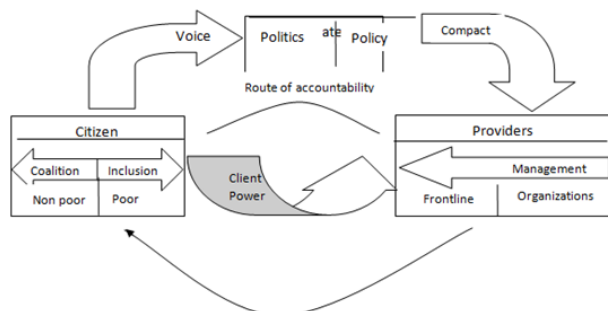 ate
Voice
Politics
Policy
Compact
Route of accountability
Citizen
Providers
Coalition
Inclusion
Client
Power
Management
Non poor
Poor
Frontline
Organizations